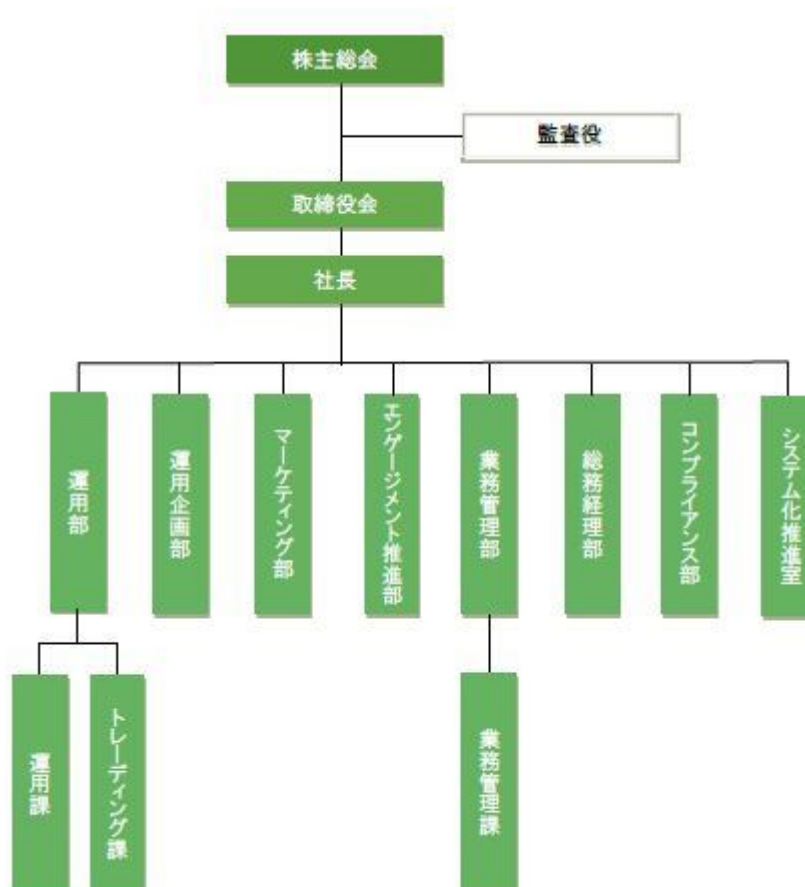 株主総会
監査役
取締役会
社長
運用部
運用企画部
マーケティング部
エンゲージメント推進部
業務管理部
総務経理部
コンプライアンス部
システム化推進室
運用課
トレーディング課
業務管理課